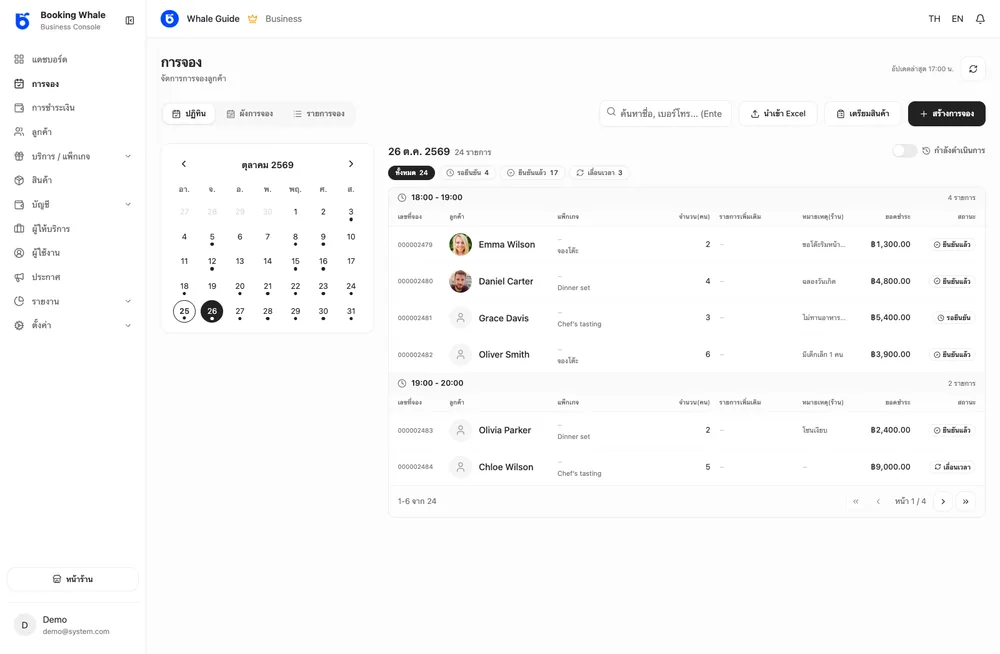 Booking Whale
Business Console
Whale Guide Business
TH EN
แดชบอร์ด
การจอง
การชำระเงิน
ลูกค้า
บริการ / แพ็กเกจ
สินค้า
บัญชี
ผู้ให้บริการ
ผู้ใช้งาน
ประกาศ
รายงาน
ตั้งค่า
หน้าร้าน
D
Demo
demo@system.com
การจอง
จัดการการจองลูกค้า
อัปเดตล่าสุด 17:00 น.
ปฏิทิน ผังการจอง รายการจอง
ค้นหาชื่อ, เบอร์โทร... (Ente
นำเข้า Excel
เตรียมสินค้า
+ สร้างการจอง
ตุลาคม 2569
อา. จ. อ. พ. พฤ. ศ. ส.
27 28 29 30 1 2 3
4 5 6 7 8 9 10
11 12 13 14 15 16 17
18 19 20 21 22 23 24
25 26 27 28 29 30 31
26 ต.ค. 2569 24 รายการ
กำลังดำเนินการ
ทั้งหมด 24 รอยืนยัน 4 ยืนยันแล้ว 17 เลื่อนเวลา 3
18:00 - 19:00 4 รายการ
เลขที่จอง ลูกค้า แพ็กเกจ จำนวน(คน) รายการเพิ่มเติม หมายเหตุ(ร้าน) ยอดชำระ สถานะ
000002479 Emma Wilson – จองโต๊ะ 2 – ขอโต๊ะริมหน้า... ฿1,300.00 ยืนยันแล้ว
000002480 Daniel Carter – Dinner set 4 – ฉลองวันเกิด ฿4,800.00 ยืนยันแล้ว
000002481 Grace Davis – Chef's tasting 3 – ไม่ทานอาหาร... ฿5,400.00 รอยืนยัน
000002482 Oliver Smith – จองโต๊ะ 6 – มีเด็กเล็ก 1 คน ฿3,900.00 ยืนยันแล้ว
19:00 - 20:00 2 รายการ
เลขที่จอง ลูกค้า แพ็กเกจ จำนวน(คน) รายการเพิ่มเติม หมายเหตุ(ร้าน) ยอดชำระ สถานะ
000002483 Olivia Parker – Dinner set 2 – โซนเงียบ ฿2,400.00 ยืนยันแล้ว
000002484 Chloe Wilson – Chef's tasting 5 – – ฿9,000.00 เลื่อนเวลา
1-6 จาก 24 « ‹ หน้า 1 / 4 › »